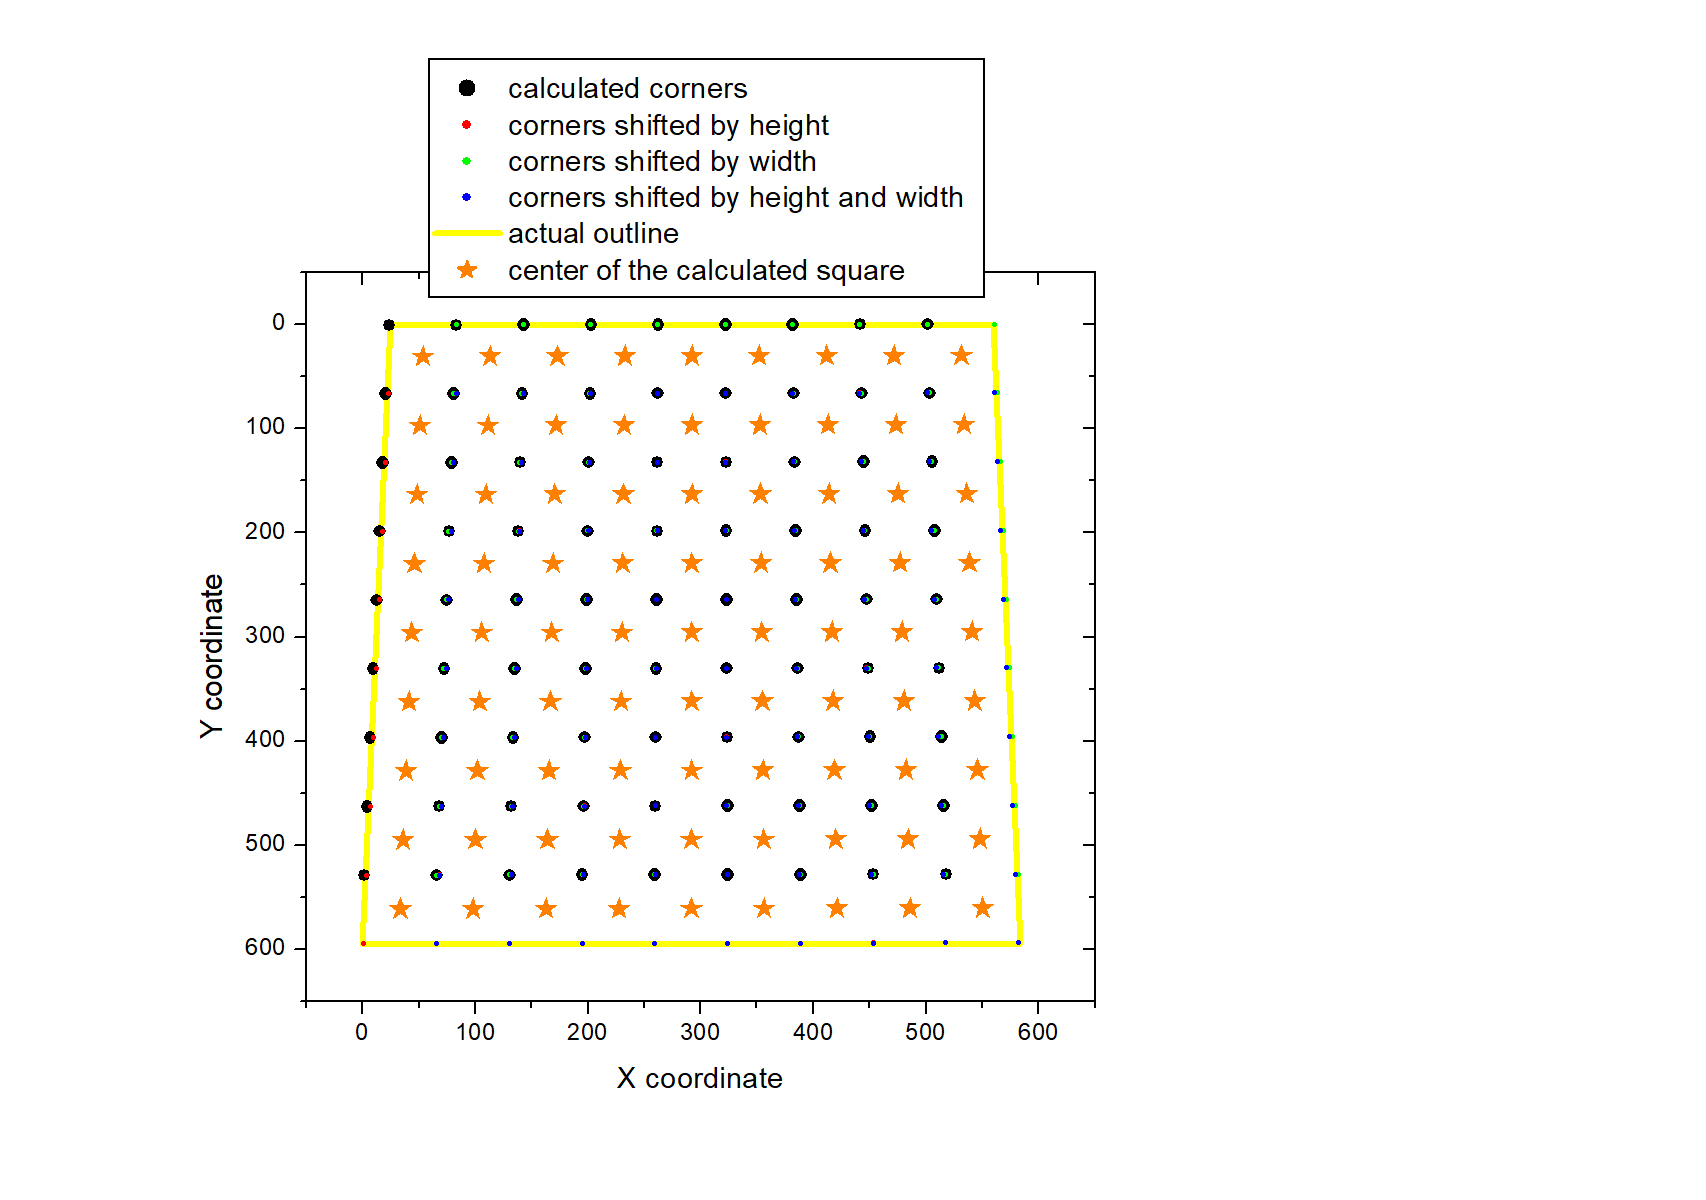 calculated corners
corners shifted by height
corners shifted by width
corners shifted by height and width
actual outline
center of the calculated square
0
100
200
300
400
500
600
Y coordinate
0 100 200 300 400 500 600
X coordinate